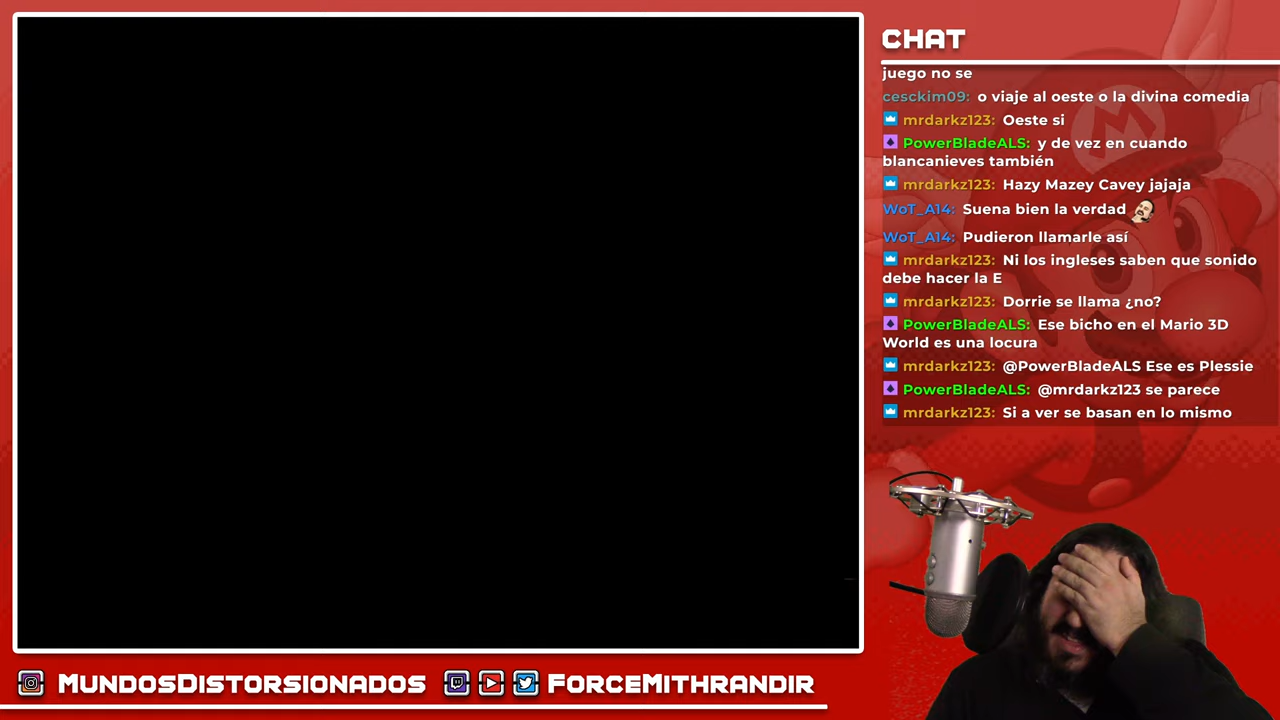 CHAT
juego no se
cesckim09: o viaje al oeste o la divina comedia
mrdarkz123: Oeste si
PowerBladeALS: y de vez en cuando
blancanieves también
mrdarkz123: Hazy Mazey Cavey jajaja
WoT_A14: Suena bien la verdad
WoT_A14: Pudieron llamarle así
mrdarkz123: Ni los ingleses saben que sonido
debe hacer la E
mrdarkz123: Dorrie se llama ¿no?
PowerBladeALS: Ese bicho en el Mario 3D
World es una locura
mrdarkz123: @PowerBladeALS Ese es Plessie
PowerBladeALS: @mrdarkz123 se parece
mrdarkz123: Si a ver se basan en lo mismo
MundosDistorsionados
ForceMithrandir